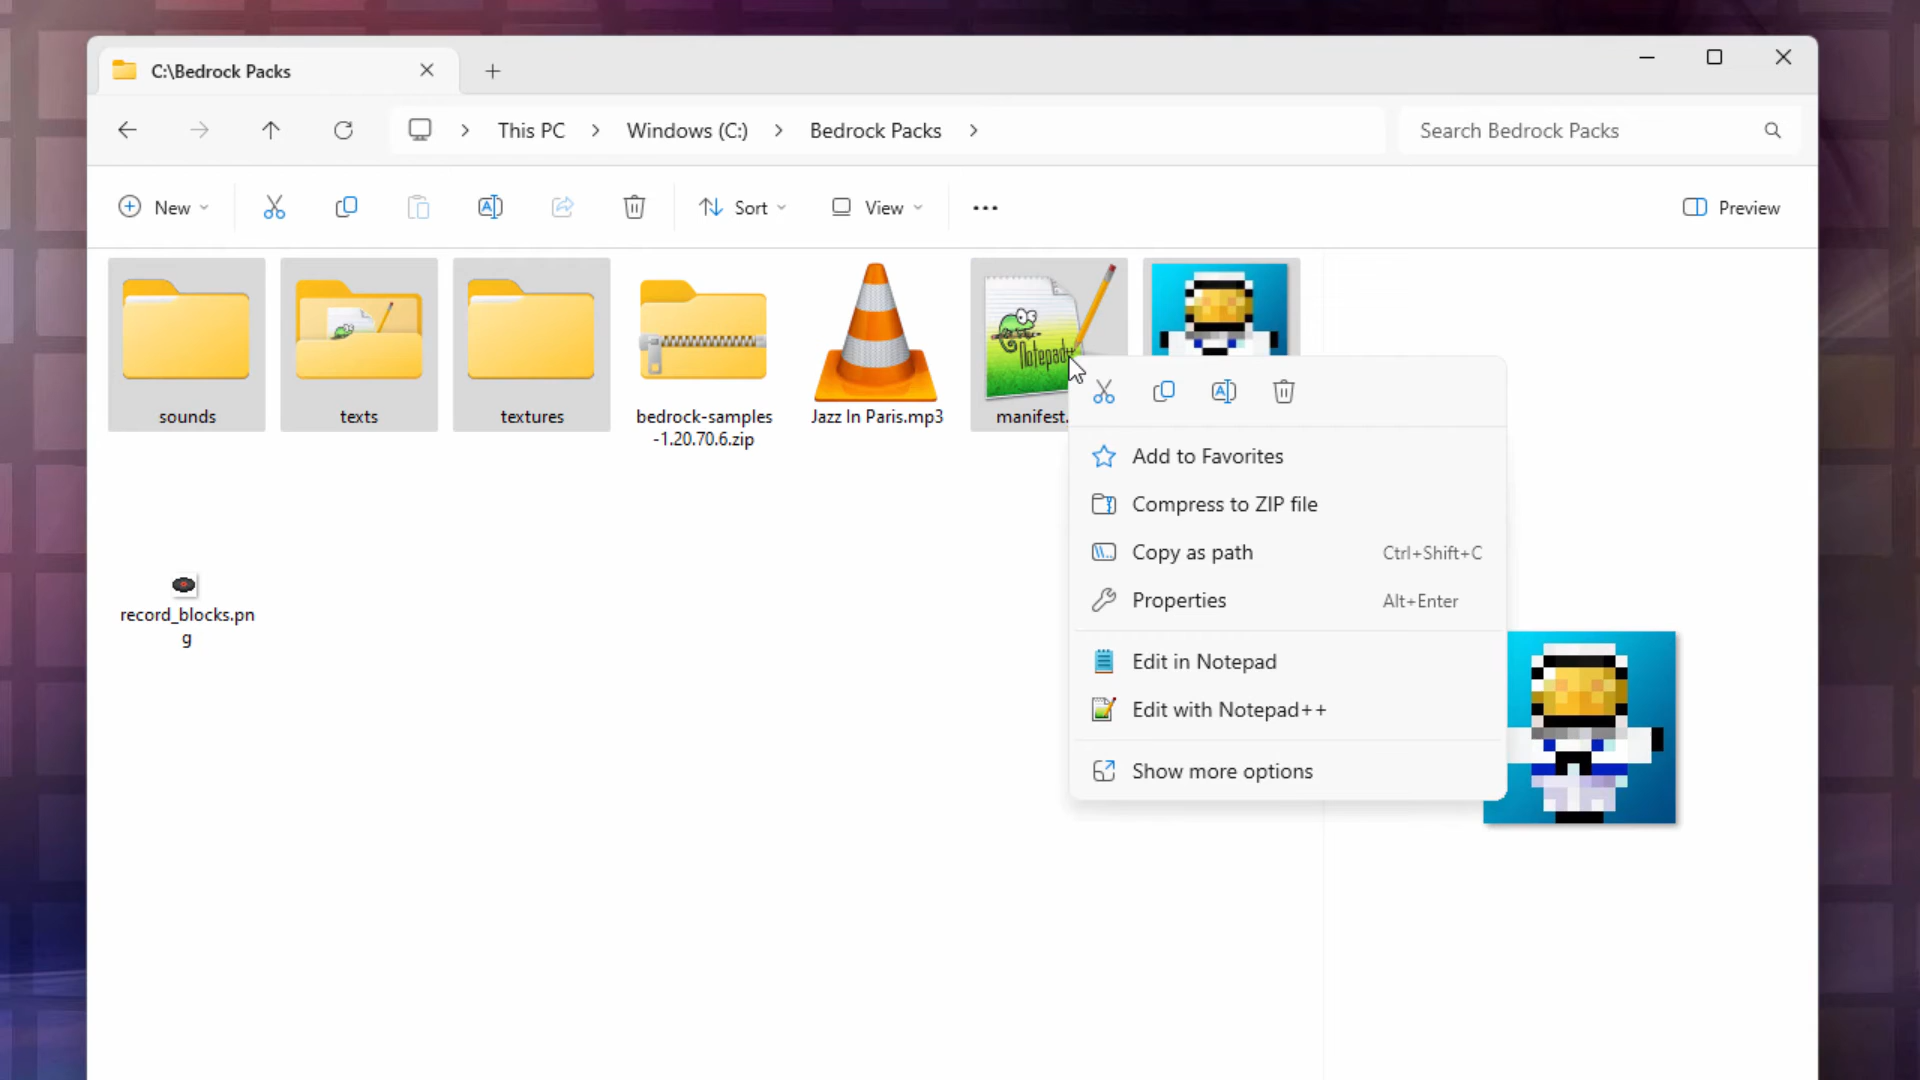 C:\Bedrock Packs
This PC
Windows (C:)
Bedrock Packs
Search Bedrock Packs
New
Sort
View
Preview
sounds
texts
textures
bedrock-samples
-1.20.70.6.zip
Jazz In Paris.mp3
Notepad++
manifest.
Add to Favorites
Compress to ZIP file
Copy as path Ctrl+Shift+C
Properties Alt+Enter
Edit in Notepad
Edit with Notepad++
Show more options
record_blocks.pn
g